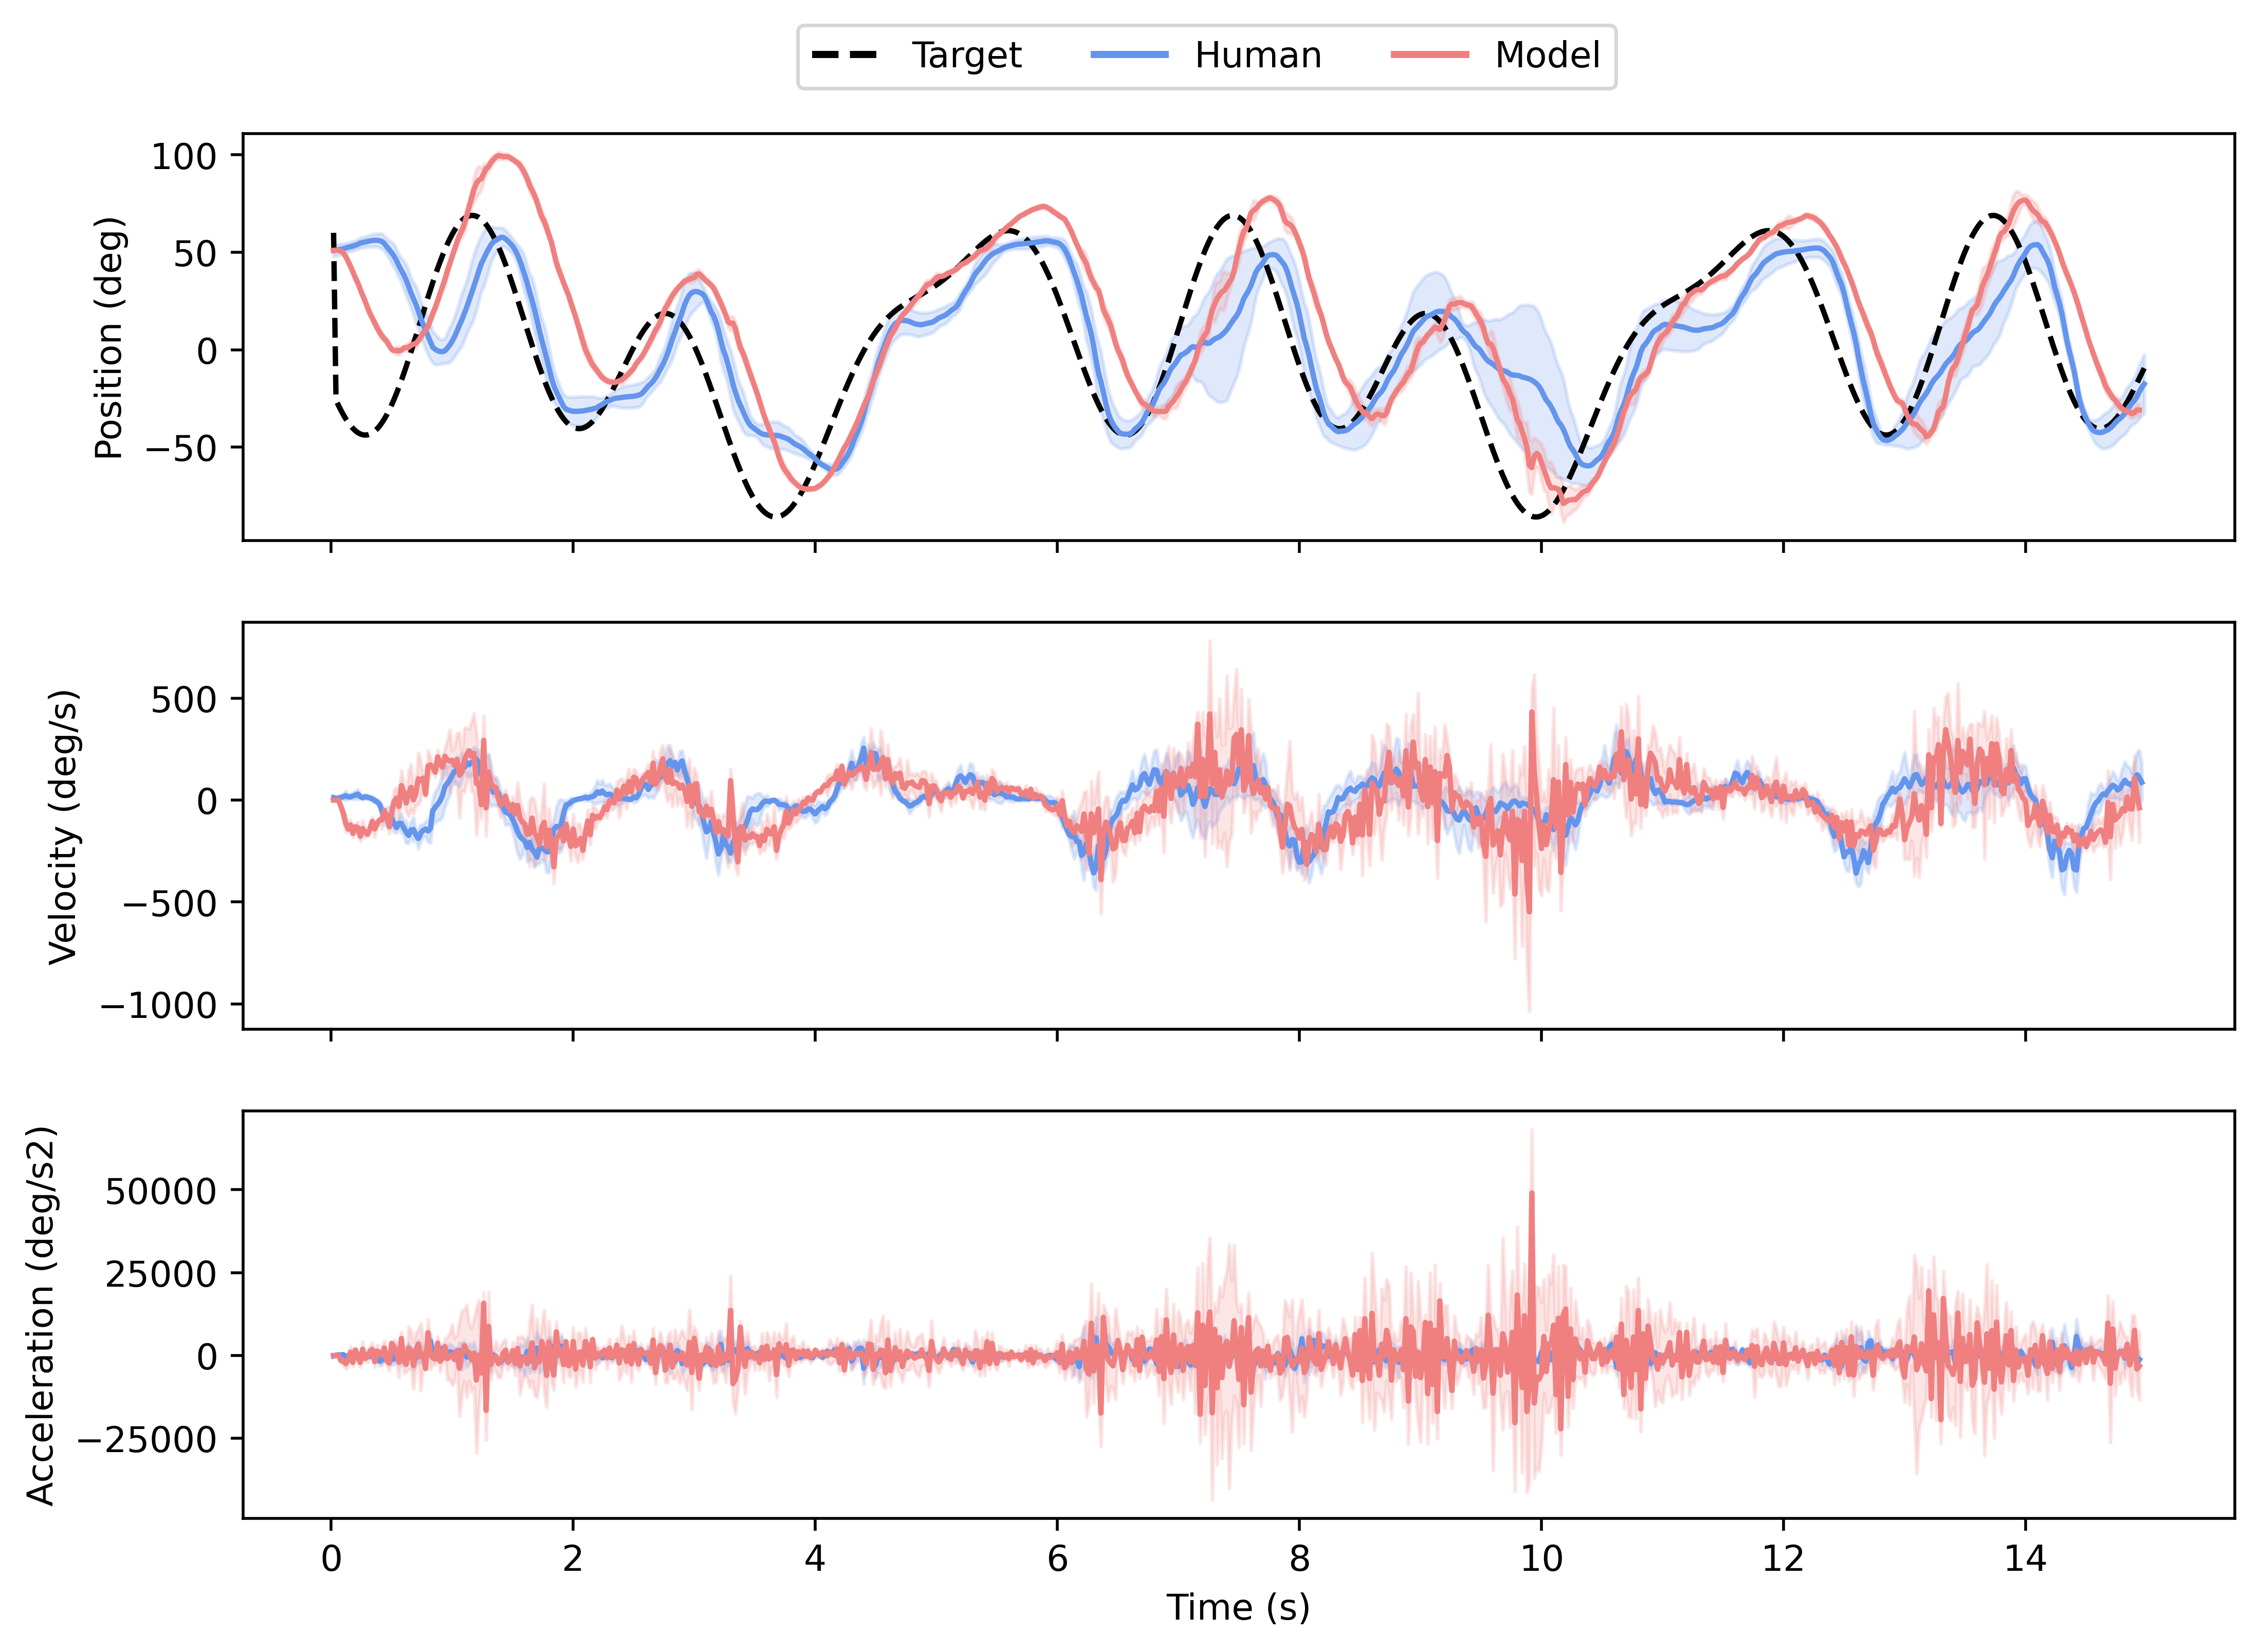 Target Human Model
100
50
0
−50
Position (deg)
500
0
−500
−1000
Velocity (deg/s)
50000
25000
0
−25000
Acceleration (deg/s2)
0 2 4 6 8 10 12 14
Time (s)